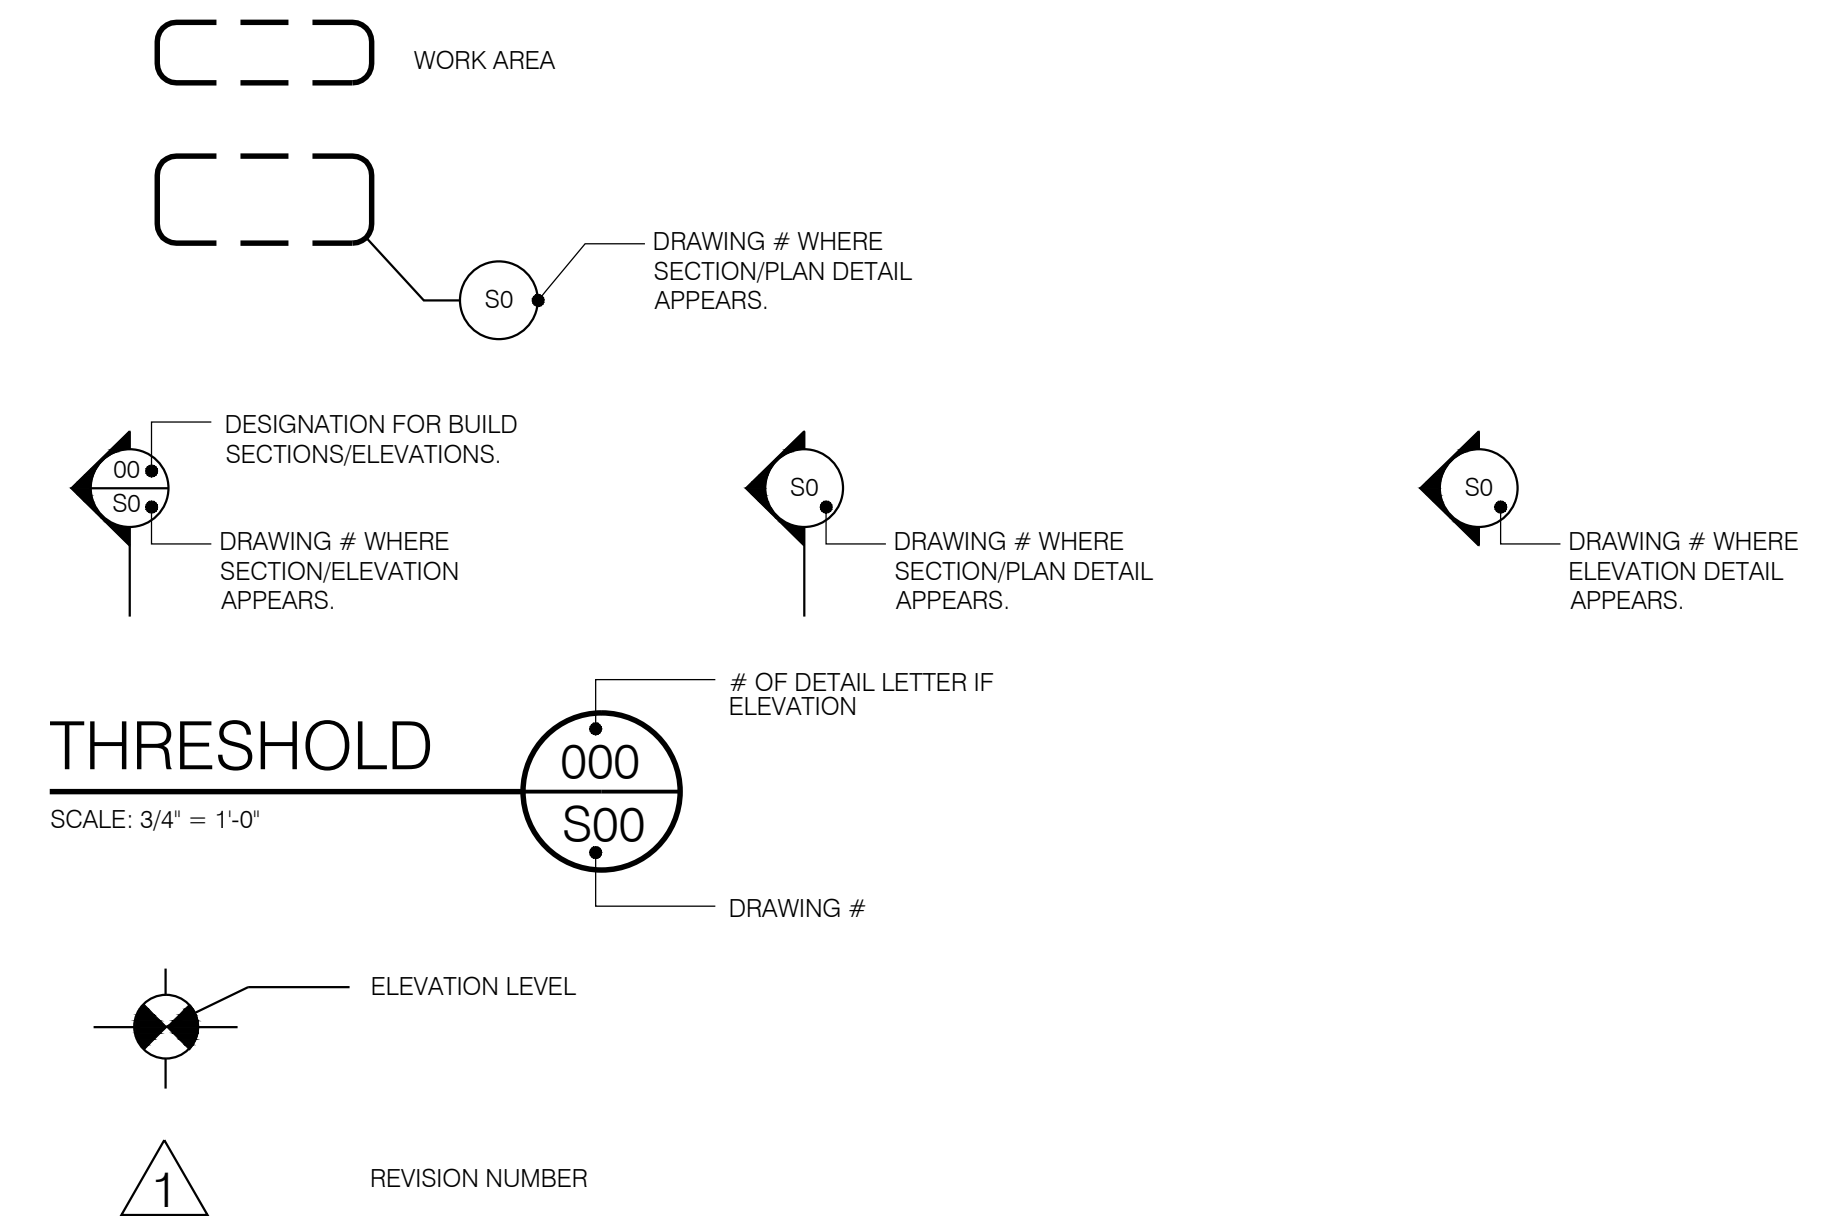 WORK AREA
DRAWING # WHERE
SECTION/PLAN DETAIL
APPEARS.
S0
DESIGNATION FOR BUILD
SECTIONS/ELEVATIONS.
00
S0
DRAWING # WHERE
SECTION/ELEVATION
APPEARS.
S0
DRAWING # WHERE
SECTION/PLAN DETAIL
APPEARS.
S0
DRAWING # WHERE
ELEVATION DETAIL
APPEARS.
# OF DETAIL LETTER IF
ELEVATION
THRESHOLD
000
S00
SCALE: 3/4" = 1'-0"
DRAWING #
ELEVATION LEVEL
1
REVISION NUMBER